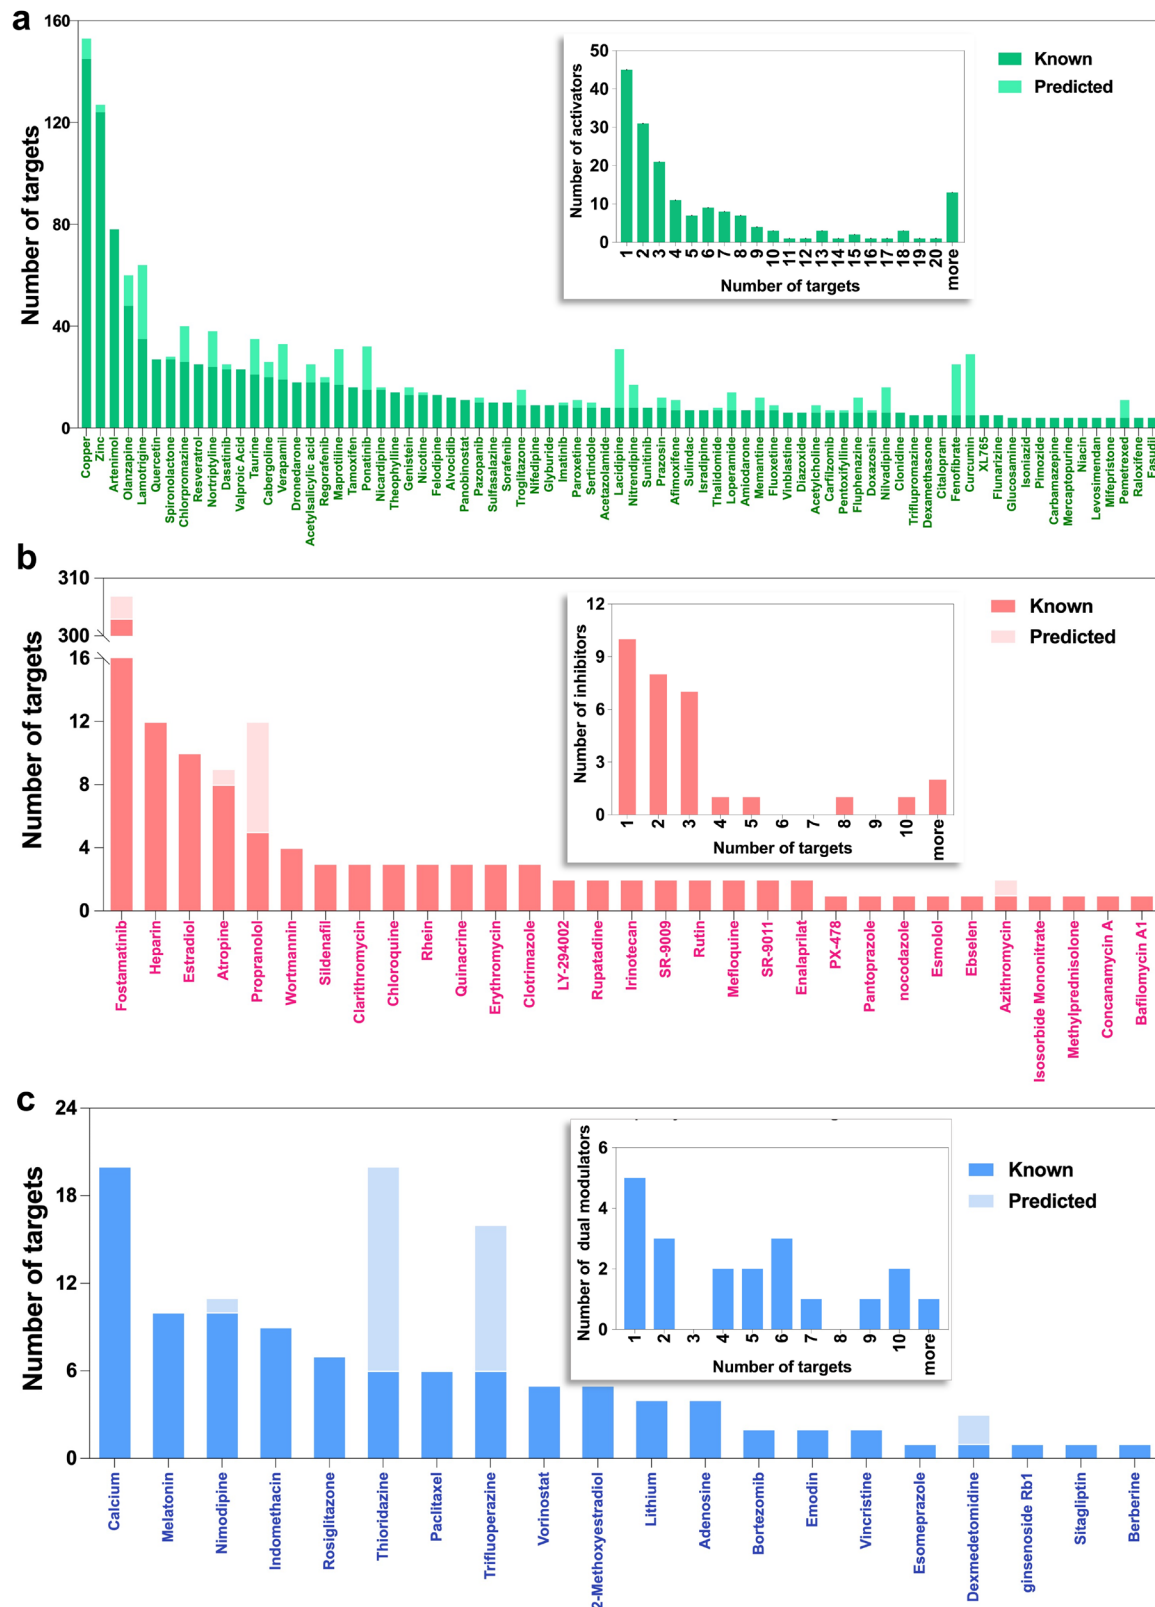 a
160
120
80
40
0
Number of targets
Known
Predicted
50
40
30
20
10
0
Number of activators
1
2
3
4
5
6
7
8
9
10
11
12
13
14
15
16
17
18
19
20
more
Number of targets
Copper
Zinc
Artenimol
Olanzapine
Lamotrigine
Quercetin
Spironolactone
Chlorpromazine
Resveratrol
Nortriptyline
Dasatinib
Valproic Acid
Taurine
Cabergoline
Verapamil
Dronedarone
Acetylsalicylic acid
Regorafenib
Maprotiline
Tamoxifen
Ponatinib
Nicardipine
Theophylline
Genistein
Nicotine
Felodipine
Alvocidib
Panobinostat
Pazopanib
Sulfasalazine
Sorafenib
Troglitazone
Nifedipine
Glyburide
Imatinib
Paroxetine
Sertindole
Acetazolamide
Lacidipine
Nitrendipine
Sunitinib
Prazosin
Afimoxifene
Sulindac
Isradipine
Thalidomide
Loperamide
Amiodarone
Memantine
Fluoxetine
Vinblastine
Diazoxide
Acetylcholine
Carfilzomib
Pentoxifylline
Fluphenazine
Doxazosin
Nilvadipine
Clonidine
Triflupromazine
Dexamethasone
Citalopram
Fenofibrate
Curcumin
XL765
Flunarizine
Glucosamine
Isoniazid
Pimozide
Carbamazepine
Mercaptopurine
Niacin
Levosimendan
Mifepristone
Pemetrexed
Raloxifene
Fasudil
b
310
300
16
12
8
4
0
Number of targets
Known
Predicted
12
9
6
3
0
Number of inhibitors
1
2
3
4
5
6
7
8
9
10
more
Number of targets
Fostamatinib
Heparin
Estradiol
Atropine
Propranolol
Wortmannin
Sildenafil
Clarithromycin
Chloroquine
Rhein
Quinacrine
Erythromycin
Clotrimazole
LY-294002
Rupatadine
Irinotecan
SR-9009
Rutin
Mefloquine
SR-9011
Enalaprilat
PX-478
Pantoprazole
nocodazole
Esmolol
Ebselen
Azithromycin
Isosorbide Mononitrate
Methylprednisolone
Concanamycin A
Bafilomycin A1
c
24
18
12
6
0
Number of targets
Known
Predicted
6
4
2
0
Number of dual modulators
1
2
3
4
5
6
7
8
9
10
more
Number of targets
Calcium
Melatonin
Nimodipine
Indomethacin
Rosiglitazone
Thioridazine
Paclitaxel
Trifluoperazine
Vorinostat
2-Methoxyestradiol
Lithium
Adenosine
Bortezomib
Emodin
Vincristine
Esomeprazole
Dexmedetomidine
ginsenoside Rb1
Sitagliptin
Berberine